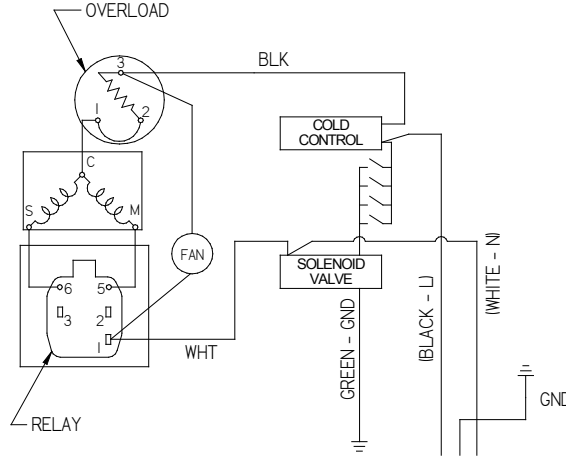 OVERLOAD
BLK
3
1
2
COLD
CONTROL
C
S
M
FAN
SOLENOID
VALVE
6
5
3
2
1
WHT
GREEN - GND
(BLACK - L)
(WHITE - N)
GND
RELAY